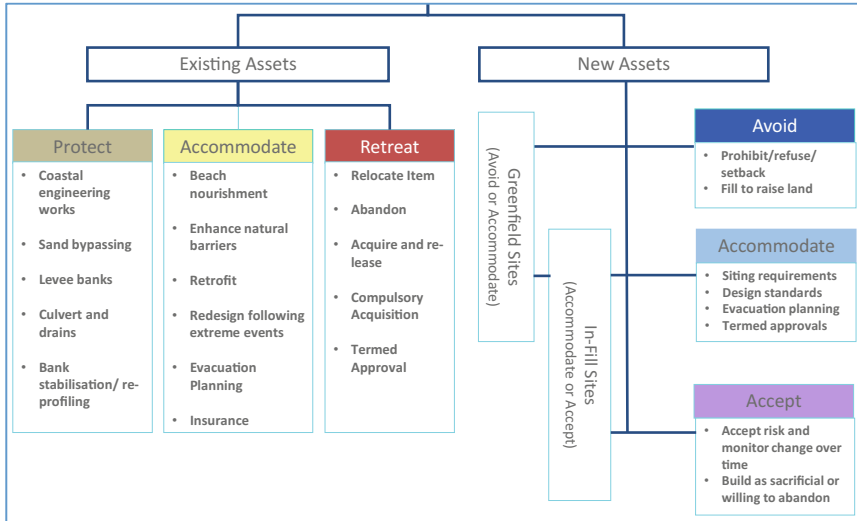 Existing Assets
New Assets
Protect
• Coastal
engineering
works
• Sand bypassing
• Levee banks
• Culvert and
drains
• Bank
stabilisation/ re-
profiling
Accommodate
• Beach
nourishment
• Enhance natural
barriers
• Retrofit
• Redesign following
extreme events
• Evacuation
Planning
• Insurance
Retreat
• Relocate Item
• Abandon
• Acquire and re-
lease
• Compulsory
Acquisition
• Termed
Approval
Greenfield Sites
(Avoid or Accommodate)
In-Fill Sites
(Accommodate or Accept)
Avoid
• Prohibit/refuse/
setback
• Fill to raise land
Accommodate
• Siting requirements
• Design standards
• Evacuation planning
• Termed approvals
Accept
• Accept risk and
monitor change over
time
• Build as sacrificial or
willing to abandon